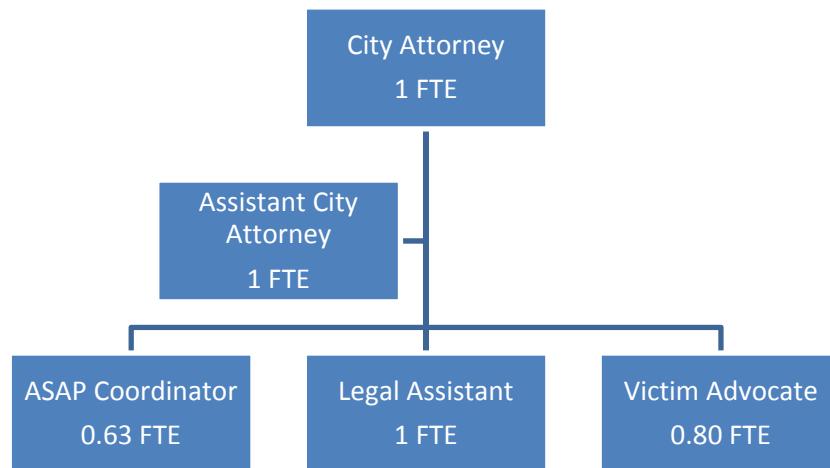 City Attorney
1 FTE
Assistant City
Attorney
1 FTE
ASAP Coordinator
0.63 FTE
Legal Assistant
1 FTE
Victim Advocate
0.80 FTE